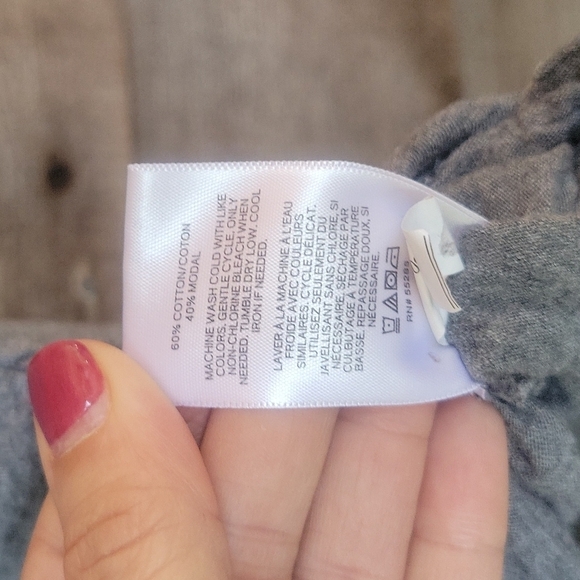 60% COTTON/COTON
40% MODAL
MACHINE WASH COLD WITH LIKE
COLORS, GENTLE CYCLE, ONLY
NON-CHLORINE BLEACH WHEN
NEEDED. TUMBLE DRY LOW. COOL
IRON IF NEEDED.
LAVER À LA MACHINE À L'EAU
FROIDE AVEC COULEURS
SIMILAIRES, CYCLE DÉLICAT.
UTILISEZ SEULEMENT DU
JAVELLISANT SANS CHLORE, SI
NÉCESSAIRE. SÉCHAGE PAR
CULBUTAGE À TEMPÉRATURE
BASSE. REPASSAGE DOUX, SI
NÉCESSAIRE.
RN# 55285